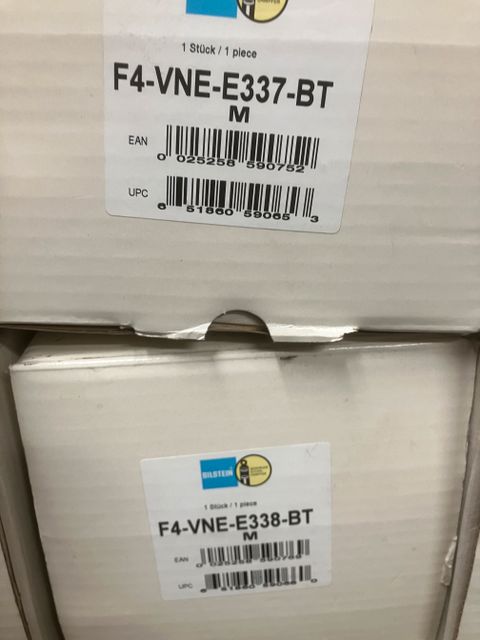 1 Stück / 1 piece
F4-VNE-E337-BT
M
EAN
0 025258 590752
UPC
6 51860 59065 3
BILSTEIN
1 Stück / 1 piece
F4-VNE-E338-BT
M
EAN
UPC